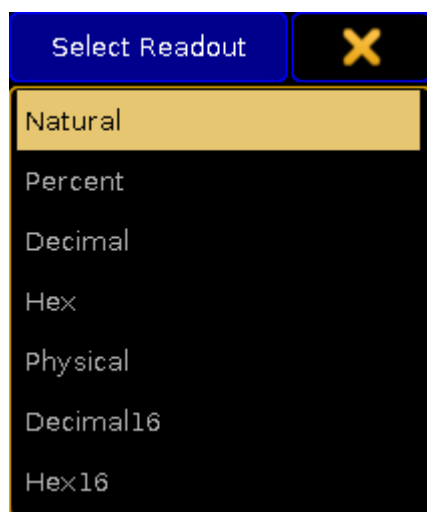 Select Readout
Natural
Percent
Decimal
Hex
Physical
Decimal16
Hex16